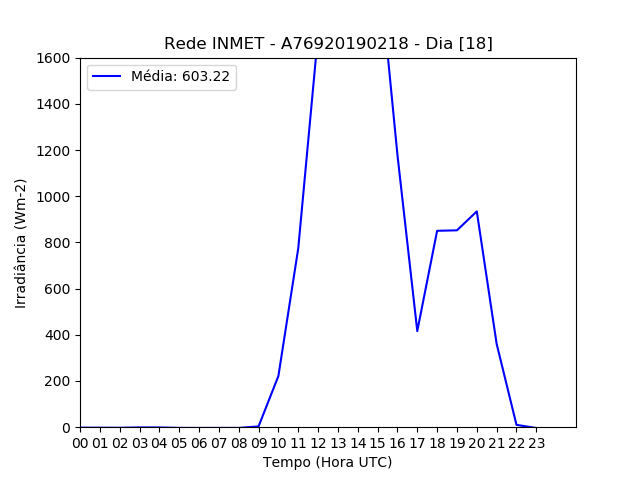 Rede INMET - A76920190218 - Dia [18]
Média: 603.22
1600
1400
1200
1000
800
600
400
200
0
Irradiância (Wm-2)
00 01 02 03 04 05 06 07 08 09 10 11 12 13 14 15 16 17 18 19 20 21 22 23
Tempo (Hora UTC)